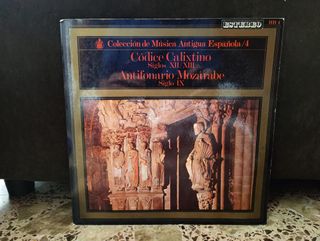 ESTEREO
Colección de Música Antigua Española/4
Códice Calixtino
Siglos XII/XIII
Antifonario Mozárabe
Siglo IX